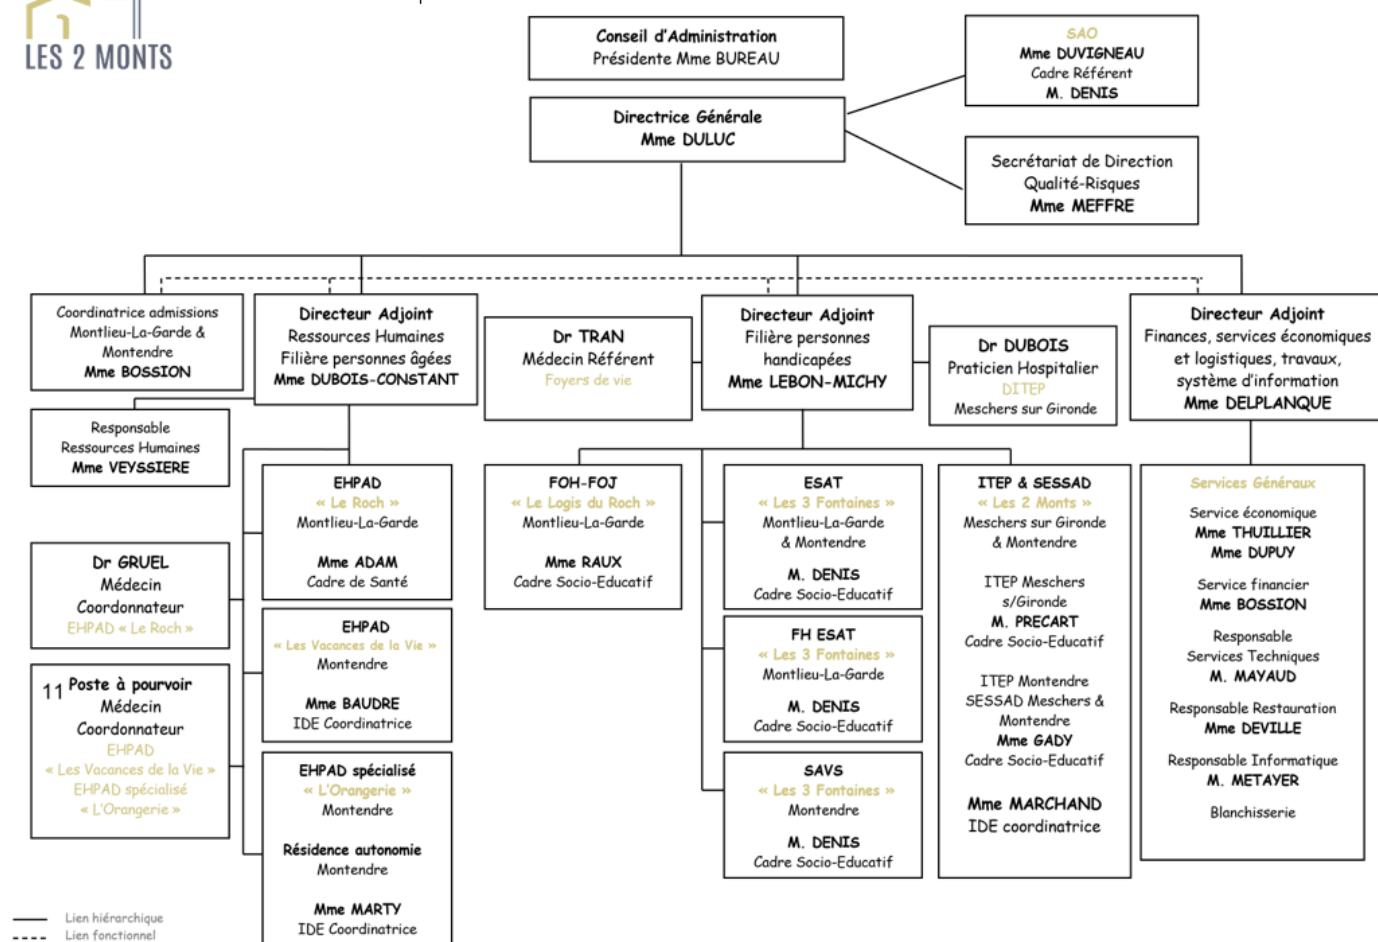 LES 2 MONTS
Conseil d'Administration
Présidente Mme BUREAU
SAO
Mme DUVIGNEAU
Cadre Référent
M. DENIS
Directrice Générale
Mme DULUC
Secrétariat de Direction
Qualité-Risques
Mme MEFFRE
Coordinatrice admissions
Montlieu-La-Garde &
Montendre
Mme BOSSION
Directeur Adjoint
Ressources Humaines
Filière personnes âgées
Mme DUBOIS-CONSTANT
Dr TRAN
Médecin Référent
Foyers de vie
Directeur Adjoint
Filière personnes
handicapées
Mme LEBON-MICHY
Dr DUBOIS
Praticien Hospitalier
DITEP
Meschers sur Gironde
Directeur Adjoint
Finances, services économiques
et logistiques, travaux,
système d'information
Mme DELPLANQUE
Responsable
Ressources Humaines
Mme VEYSSIERE
Dr GRUEL
Médecin
Coordonnateur
EHPAD « Le Roch »
11 Poste à pourvoir
Médecin
Coordonnateur
EHPAD
« Les Vacances de la Vie »
EHPAD spécialisé
« L'Orangerie »
EHPAD
« Le Roch »
Montlieu-La-Garde
Mme ADAM
Cadre de Santé
EHPAD
« Les Vacances de la Vie »
Montendre
Mme BAUDRE
IDE Coordinatrice
EHPAD spécialisé
« L'Orangerie »
Montendre
Résidence autonomie
Montendre
Mme MARTY
IDE Coordinatrice
FOH-FOJ
« Le Logis du Roch »
Montlieu-La-Garde
Mme RAUX
Cadre Socio-Educatif
ESAT
« Les 3 Fontaines »
Montlieu-La-Garde
& Montendre
M. DENIS
Cadre Socio-Educatif
FH ESAT
« Les 3 Fontaines »
Montlieu-La-Garde
M. DENIS
Cadre Socio-Educatif
SAVS
« Les 3 Fontaines »
Montendre
M. DENIS
Cadre Socio-Educatif
ITEP & SESSAD
« Les 2 Monts »
Meschers sur Gironde
& Montendre
ITEP Meschers
s/Gironde
M. PRECART
Cadre Socio-Educatif
ITEP Montendre
SESSAD Meschers &
Montendre
Mme GADY
Cadre Socio-Educatif
Mme MARCHAND
IDE coordinatrice
Services Généraux
Service économique
Mme THUILLIER
Mme DUPUY
Service financier
Mme BOSSION
Responsable
Services Techniques
M. MAYAUD
Responsable Restauration
Mme DEVILLE
Responsable Informatique
M. METAYER
Blanchisserie
Lien hiérarchique
Lien fonctionnel